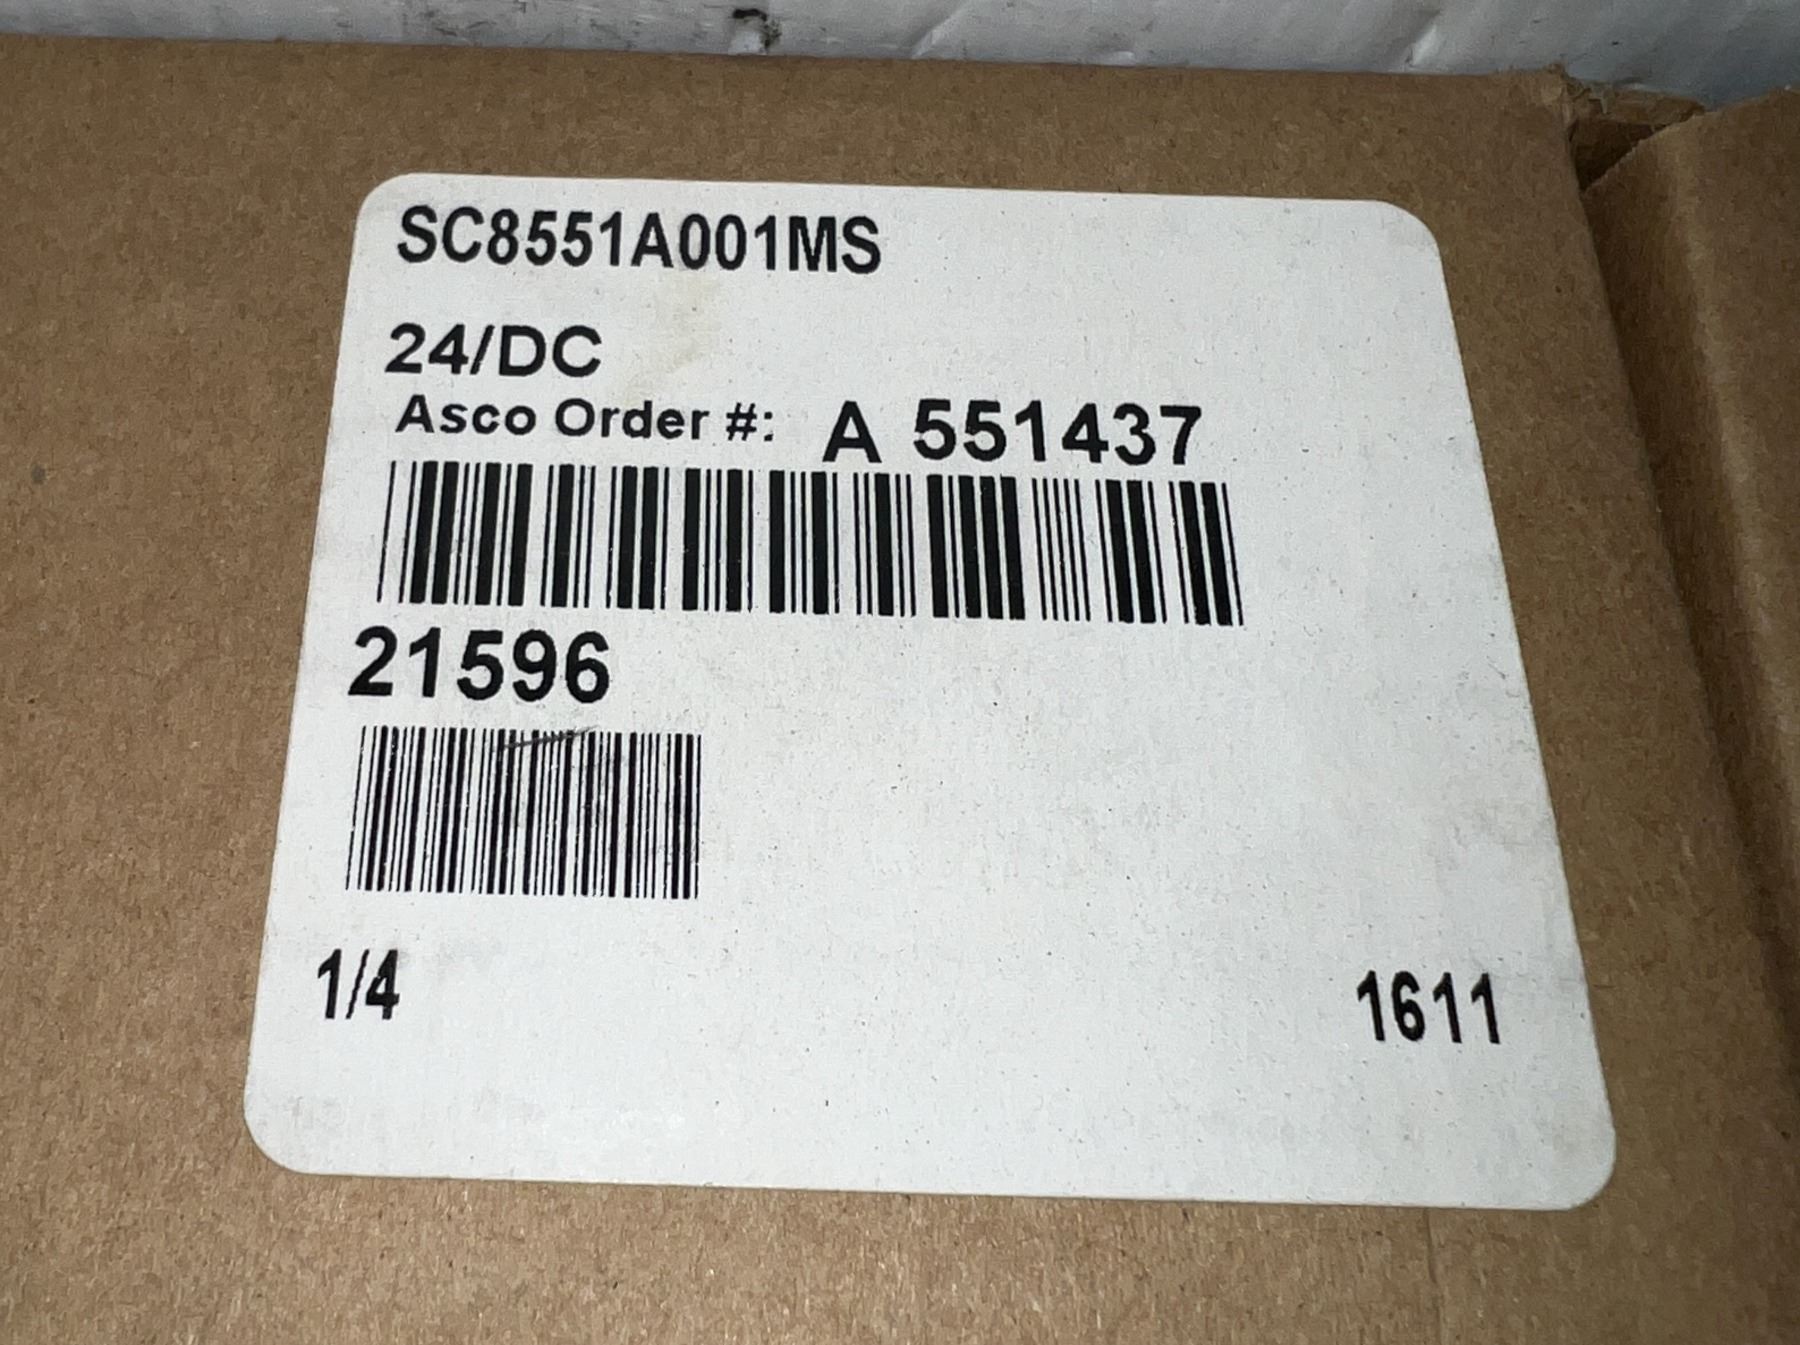 SC8551A001MS
24/DC
Asco Order #: A 551437
21596
1/4 1611